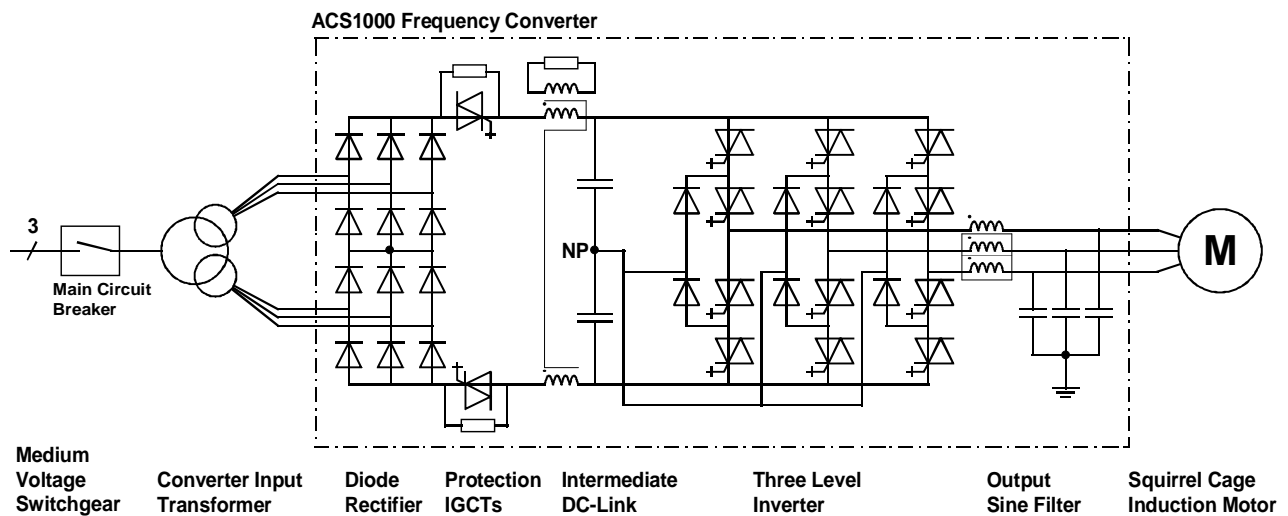 ACS1000 Frequency Converter
3
Main Circuit
Breaker
NP
M
Medium
Voltage
Switchgear
Converter Input
Transformer
Diode
Rectifier
Protection
IGCTs
Intermediate
DC-Link
Three Level
Inverter
Output
Sine Filter
Squirrel Cage
Induction Motor